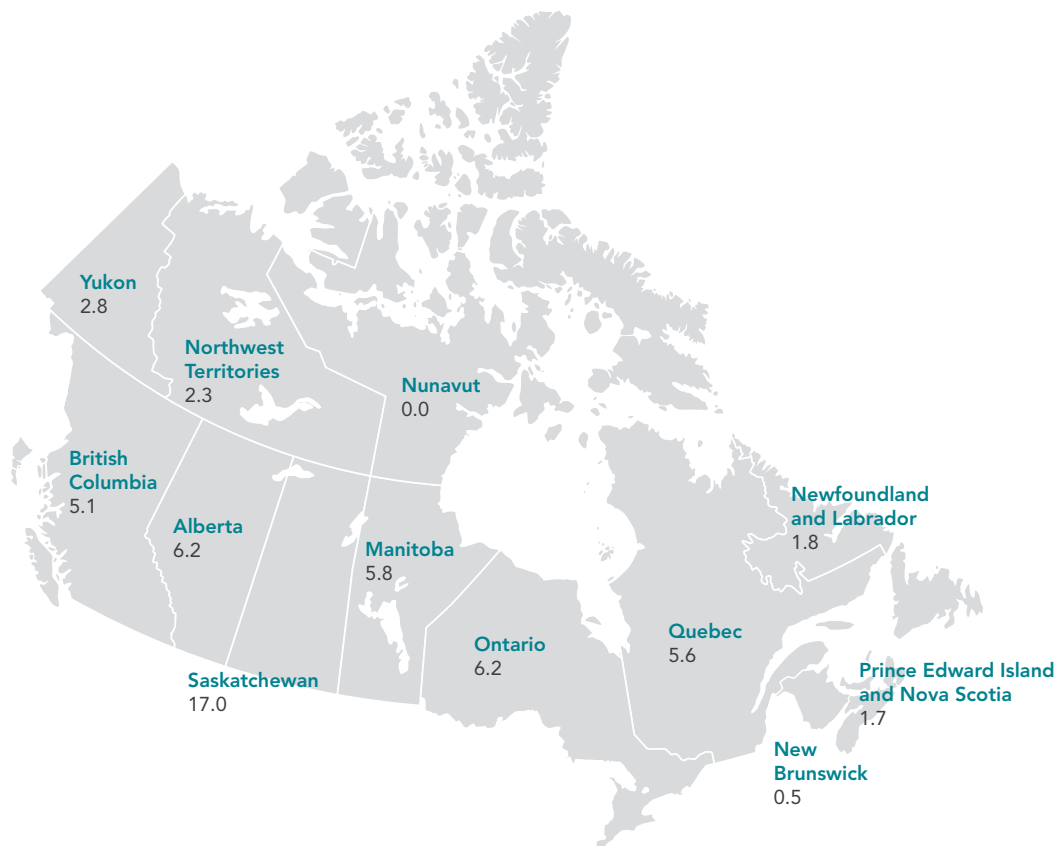 Yukon
2.8
Northwest
Territories
2.3
Nunavut
0.0
British
Columbia
5.1
Alberta
6.2
Manitoba
5.8
Newfoundland
and Labrador
1.8
Saskatchewan
17.0
Ontario
6.2
Quebec
5.6
Prince Edward Island
and Nova Scotia
1.7
New
Brunswick
0.5